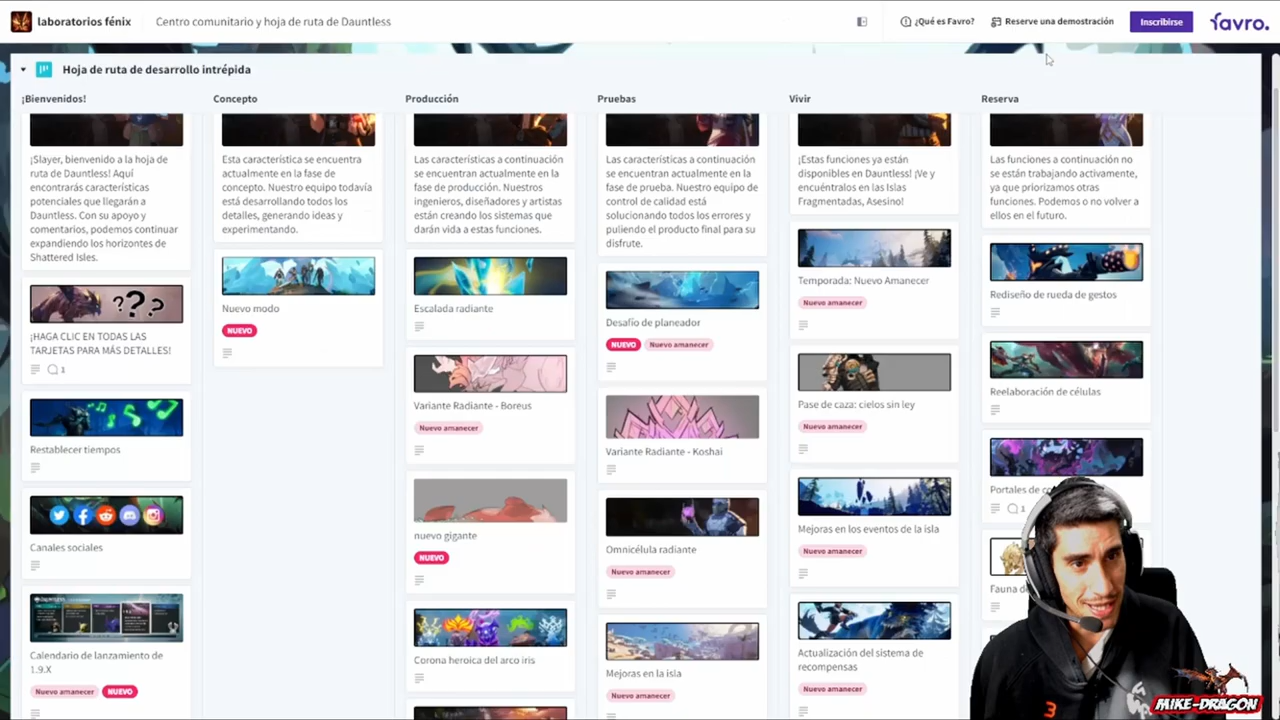 laboratorios fénix
Centro comunitario y hoja de ruta de Dauntless
¿Qué es Favro?
Reserve una demostración
Inscribirse
favro.
Hoja de ruta de desarrollo intrépida
¡Bienvenidos!
¡Slayer, bienvenido a la hoja de
ruta de Dauntless! Aquí
encontrarás características
potenciales que llegarán a
Dauntless. Con su apoyo y
comentarios, podemos continuar
expandiendo los horizontes de
Shattered Isles.
???
¡HAGA CLIC EN TODAS LAS
TARJETAS PARA MÁS DETALLES!
1
Restablecer tiempos
Canales sociales
Calendario de lanzamiento de
1.9.X
Nuevo amanecer
NUEVO
Concepto
Esta característica se encuentra
actualmente en la fase de
concepto. Nuestro equipo todavía
está desarrollando todos los
detalles, generando ideas y
experimentando.
Nuevo modo
NUEVO
Producción
Las características a continuación
se encuentran actualmente en la
fase de producción. Nuestros
ingenieros, diseñadores y artistas
están creando los sistemas que
darán vida a estas funciones.
Escalada radiante
Variante Radiante - Boreus
Nuevo amanecer
nuevo gigante
NUEVO
Corona heroica del arco iris
Pruebas
Las características a continuación
se encuentran actualmente en la
fase de prueba. Nuestro equipo de
control de calidad está
solucionando todos los errores y
puliendo el producto final para su
disfrute.
Desafío de planeador
NUEVO
Nuevo amanecer
Variante Radiante - Koshai
Omnicélula radiante
Nuevo amanecer
Mejoras en la isla
Nuevo amanecer
Vivir
¡Estas funciones ya están
disponibles en Dauntless! ¡Ve y
encuéntralos en las Islas
Fragmentadas, Asesino!
Temporada: Nuevo Amanecer
Nuevo amanecer
Pase de caza: cielos sin ley
Nuevo amanecer
Mejoras en los eventos de la isla
Nuevo amanecer
Actualización del sistema de
recompensas
Nuevo amanecer
Reserva
Las funciones a continuación no
se están trabajando activamente,
ya que priorizamos otras
funciones. Podemos o no volver a
ellos en el futuro.
Rediseño de rueda de gestos
Reelaboración de células
Portales de
1
Fauna
3
MIKE-DRAGON